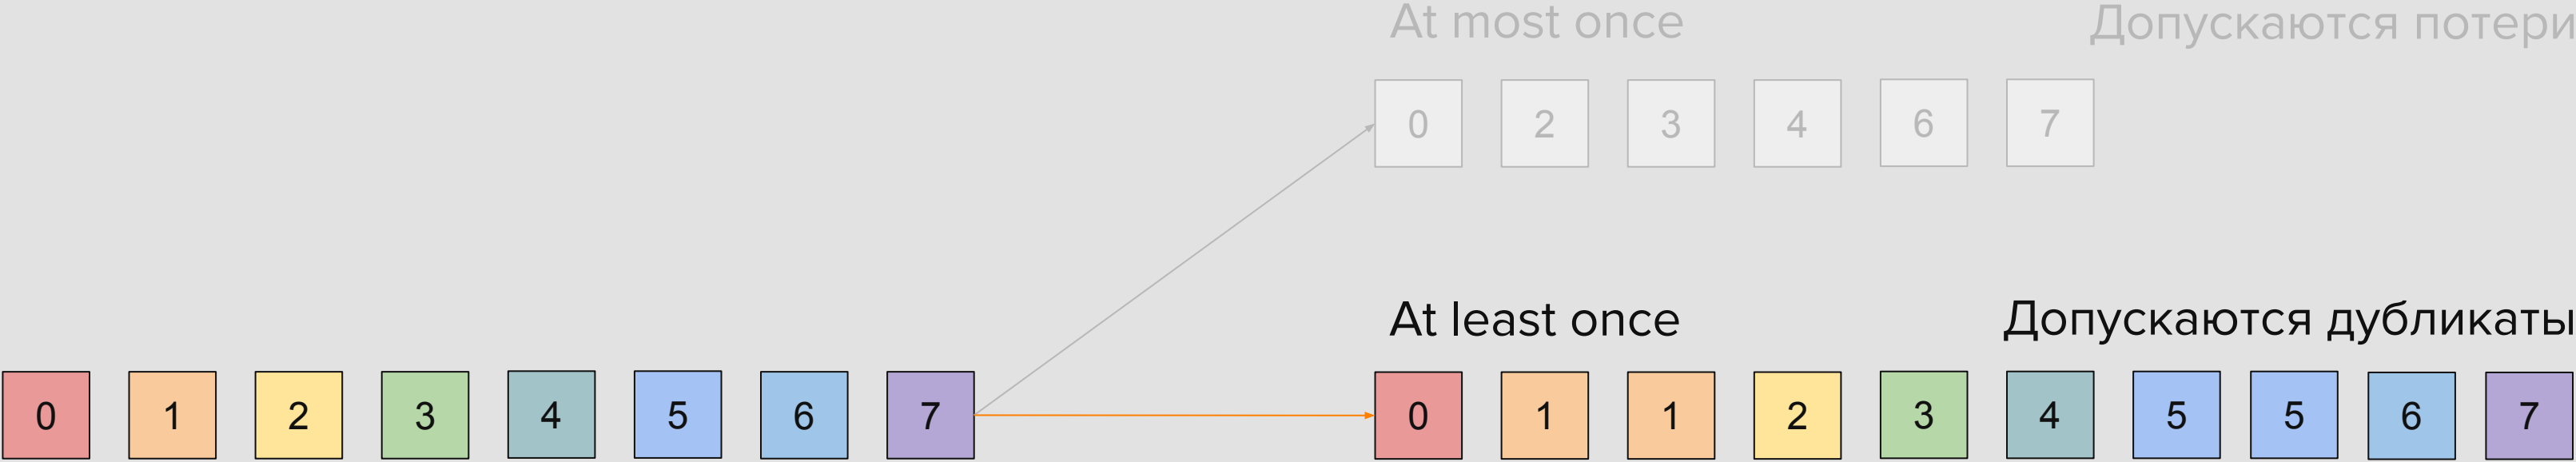 At most once Допускаются потери
0 2 3 4 6 7
At least once Допускаются дубликаты
0 1 2 3 4 5 6 7 0 1 1 2 3 4 5 5 6 7